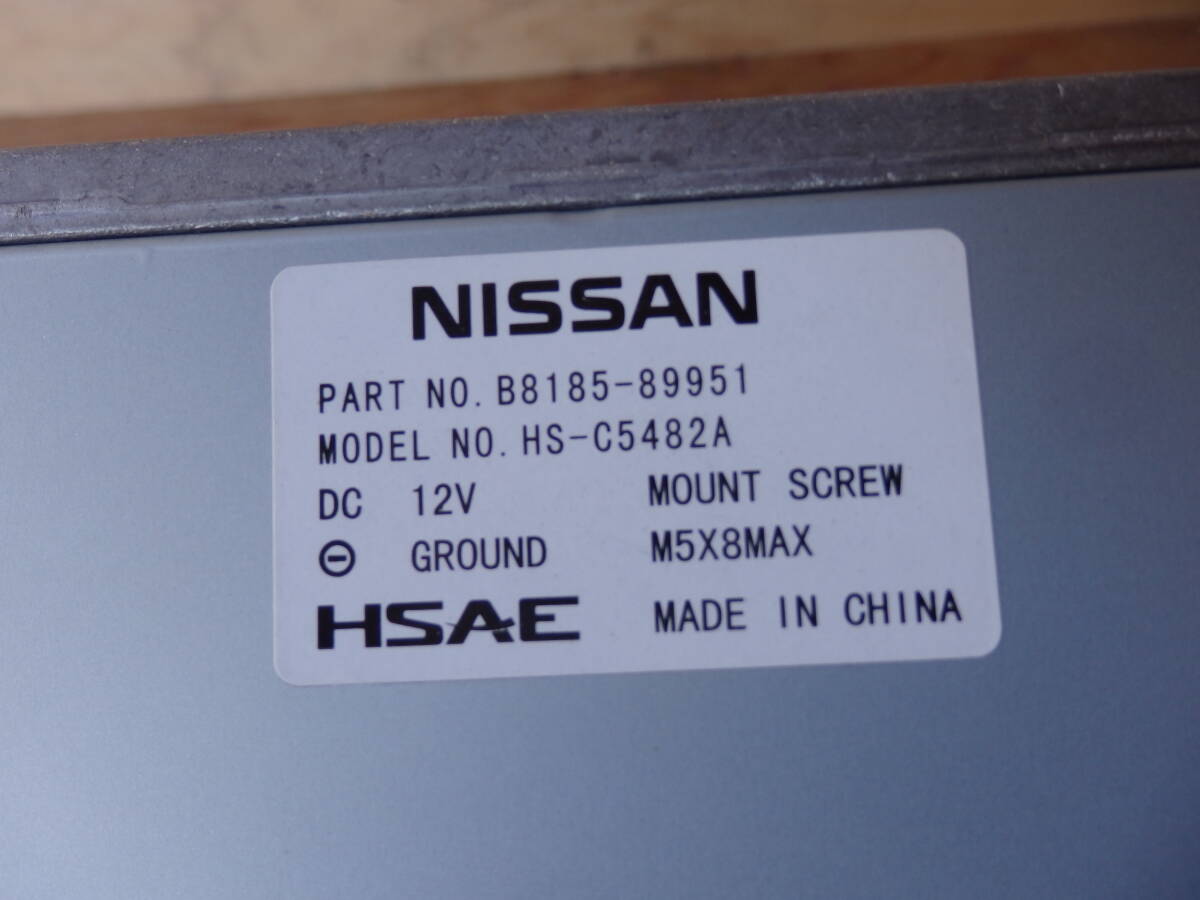 NISSAN
PART NO. B8185-89951
MODEL NO. HS-C5482A
DC 12V MOUNT SCREW
⊖ GROUND M5X8MAX
HSAE MADE IN CHINA